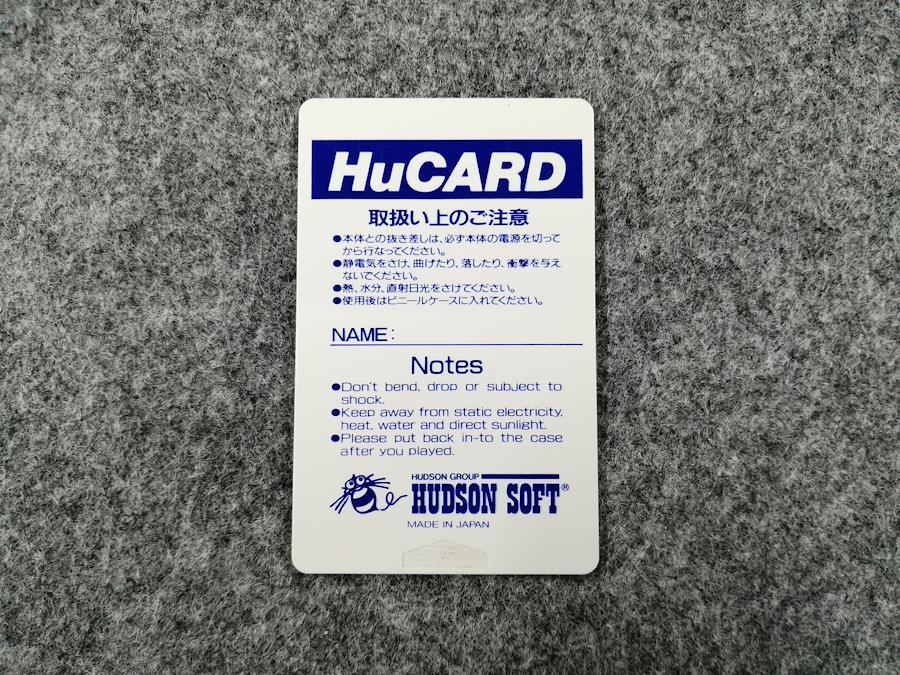 HuCARD
取扱い上のご注意
●本体との抜き差しは、必ず本体の電源を切って
から行なってください。
●静電気をさけ、曲げたり、落したり、衝撃を与え
ないでください。
●熱、水分、直射日光をさけてください。
●使用後はビニールケースに入れてください。
NAME:
Notes
●Don't bend, drop or subject to
shock.
●Keep away from static electricity,
heat, water and direct sunlight.
●Please put back in-to the case
after you played.
HUDSON GROUP
HUDSON SOFT®
MADE IN JAPAN